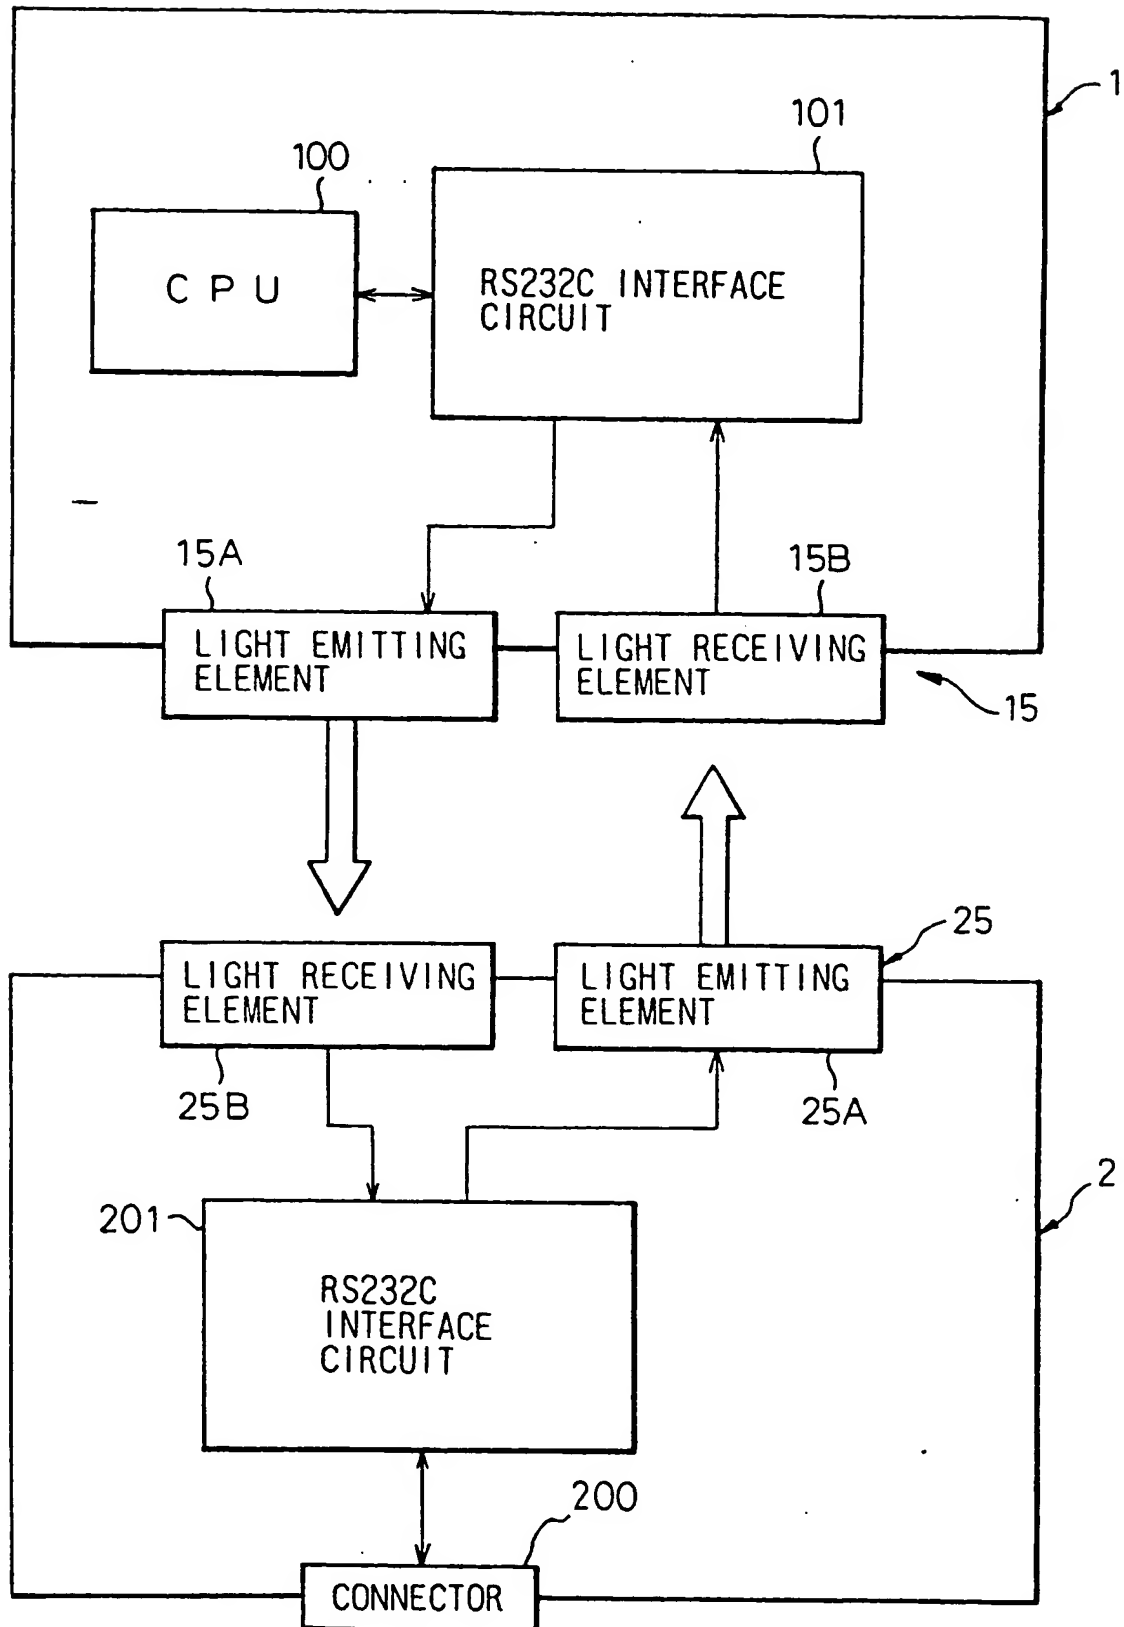 1
101
100
CPU
RS232C INTERFACE
CIRCUIT
15A
15B
LIGHT EMITTING
ELEMENT
LIGHT RECEIVING
ELEMENT
15
25
LIGHT RECEIVING
ELEMENT
LIGHT EMITTING
ELEMENT
25B
25A
2
201
RS232C
INTERFACE
CIRCUIT
200
CONNECTOR